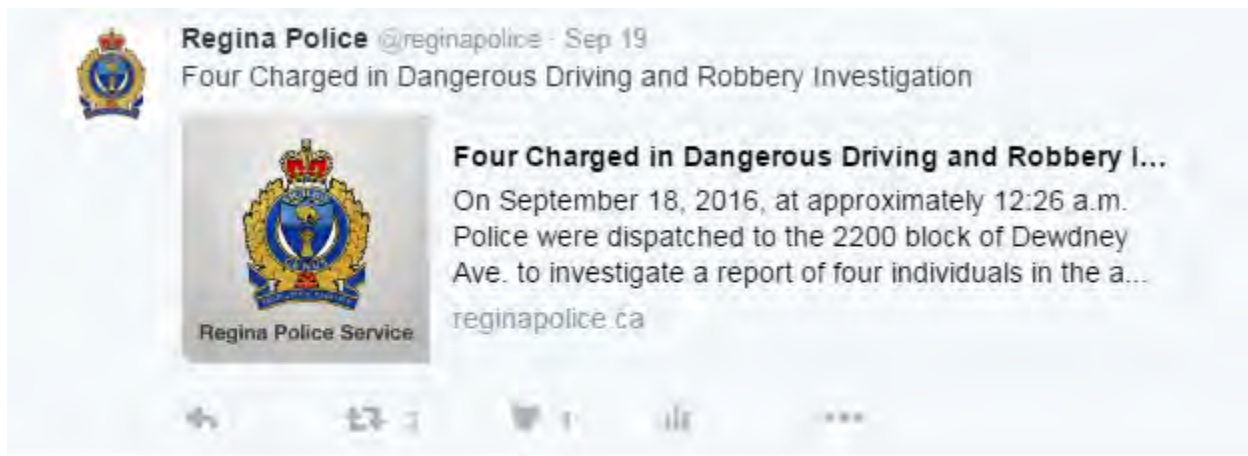 Regina Police @reginapolice · Sep 19
Four Charged in Dangerous Driving and Robbery Investigation
Four Charged in Dangerous Driving and Robbery I...
On September 18, 2016, at approximately 12:26 a.m.
Police were dispatched to the 2200 block of Dewdney
Ave. to investigate a report of four individuals in the a...
reginapolice.ca
Regina Police Service